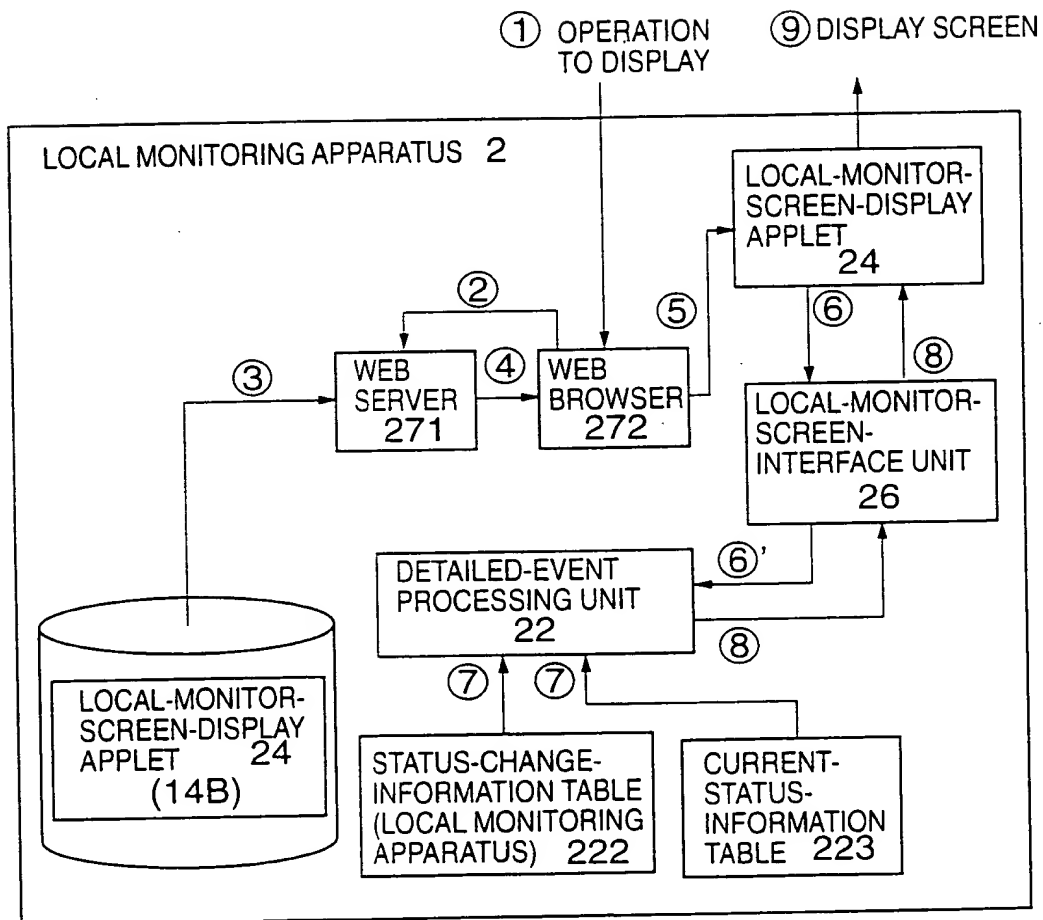 ① OPERATION
TO DISPLAY
⑨ DISPLAY SCREEN
LOCAL MONITORING APPARATUS 2
LOCAL-MONITOR-
SCREEN-DISPLAY
APPLET
24
②
⑤
⑥
⑧
③
④
WEB
SERVER
271
WEB
BROWSER
272
LOCAL-MONITOR-
SCREEN-
INTERFACE UNIT
26
⑥'
DETAILED-EVENT
PROCESSING UNIT
22
⑧
⑦
⑦
LOCAL-MONITOR-
SCREEN-DISPLAY
APPLET 24
(14B)
STATUS-CHANGE-
INFORMATION TABLE
(LOCAL MONITORING
APPARATUS) 222
CURRENT-
STATUS-
INFORMATION
TABLE 223